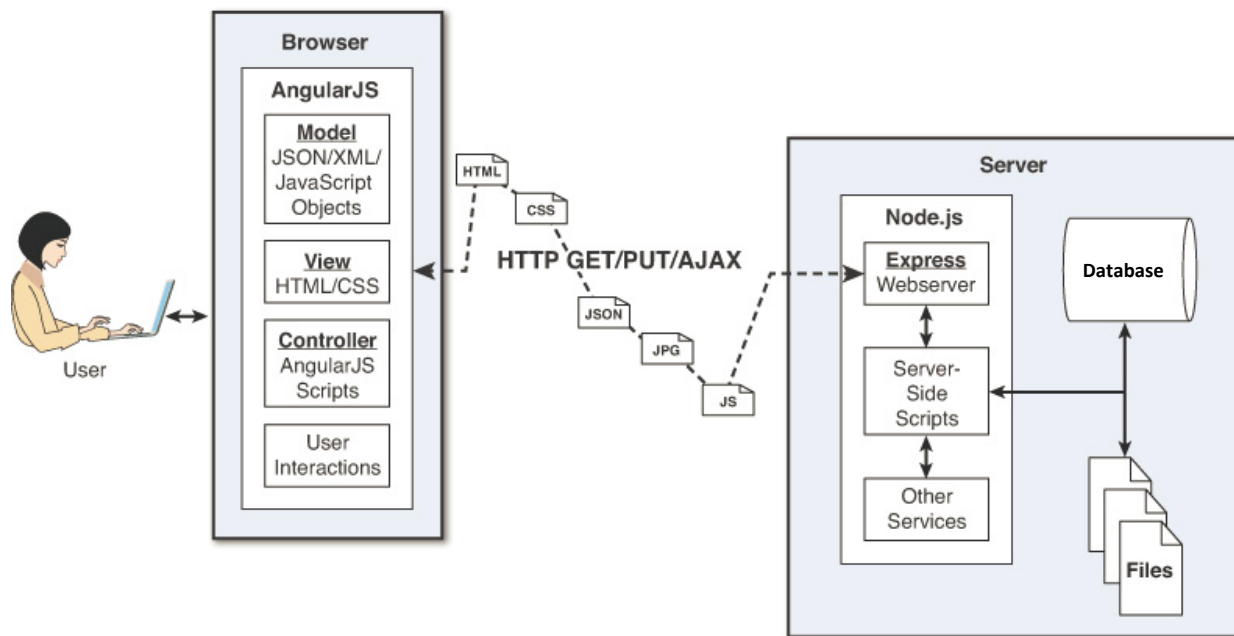 Browser
AngularJS
Model
JSON/XML/
JavaScript
Objects
View
HTML/CSS
Controller
AngularJS
Scripts
User
Interactions
User
HTML
CSS
HTTP GET/PUT/AJAX
JSON
JPG
JS
Server
Node.js
Express
Webserver
Server-
Side
Scripts
Other
Services
Database
Files